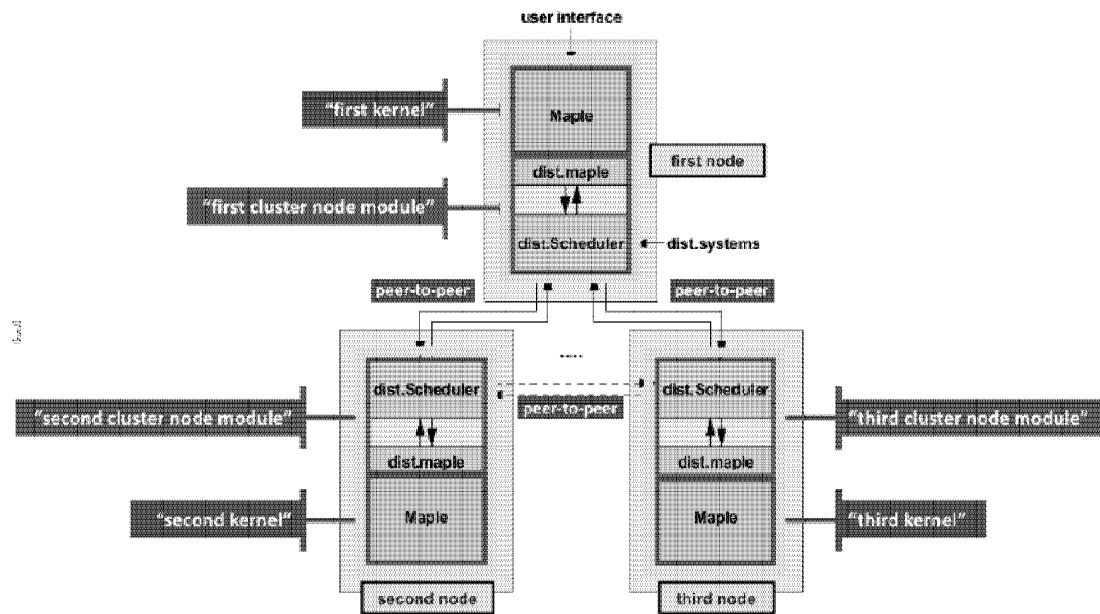 user interface
"first kernel"
Maple
first node
dist.maple
"first cluster node module"
dist.Scheduler
dist.systems
peer-to-peer
peer-to-peer
....
dist.Scheduler
dist.Scheduler
peer-to-peer
"second cluster node module"
"third cluster node module"
dist.maple
dist.maple
"second kernel"
Maple
Maple
"third kernel"
second node
third node